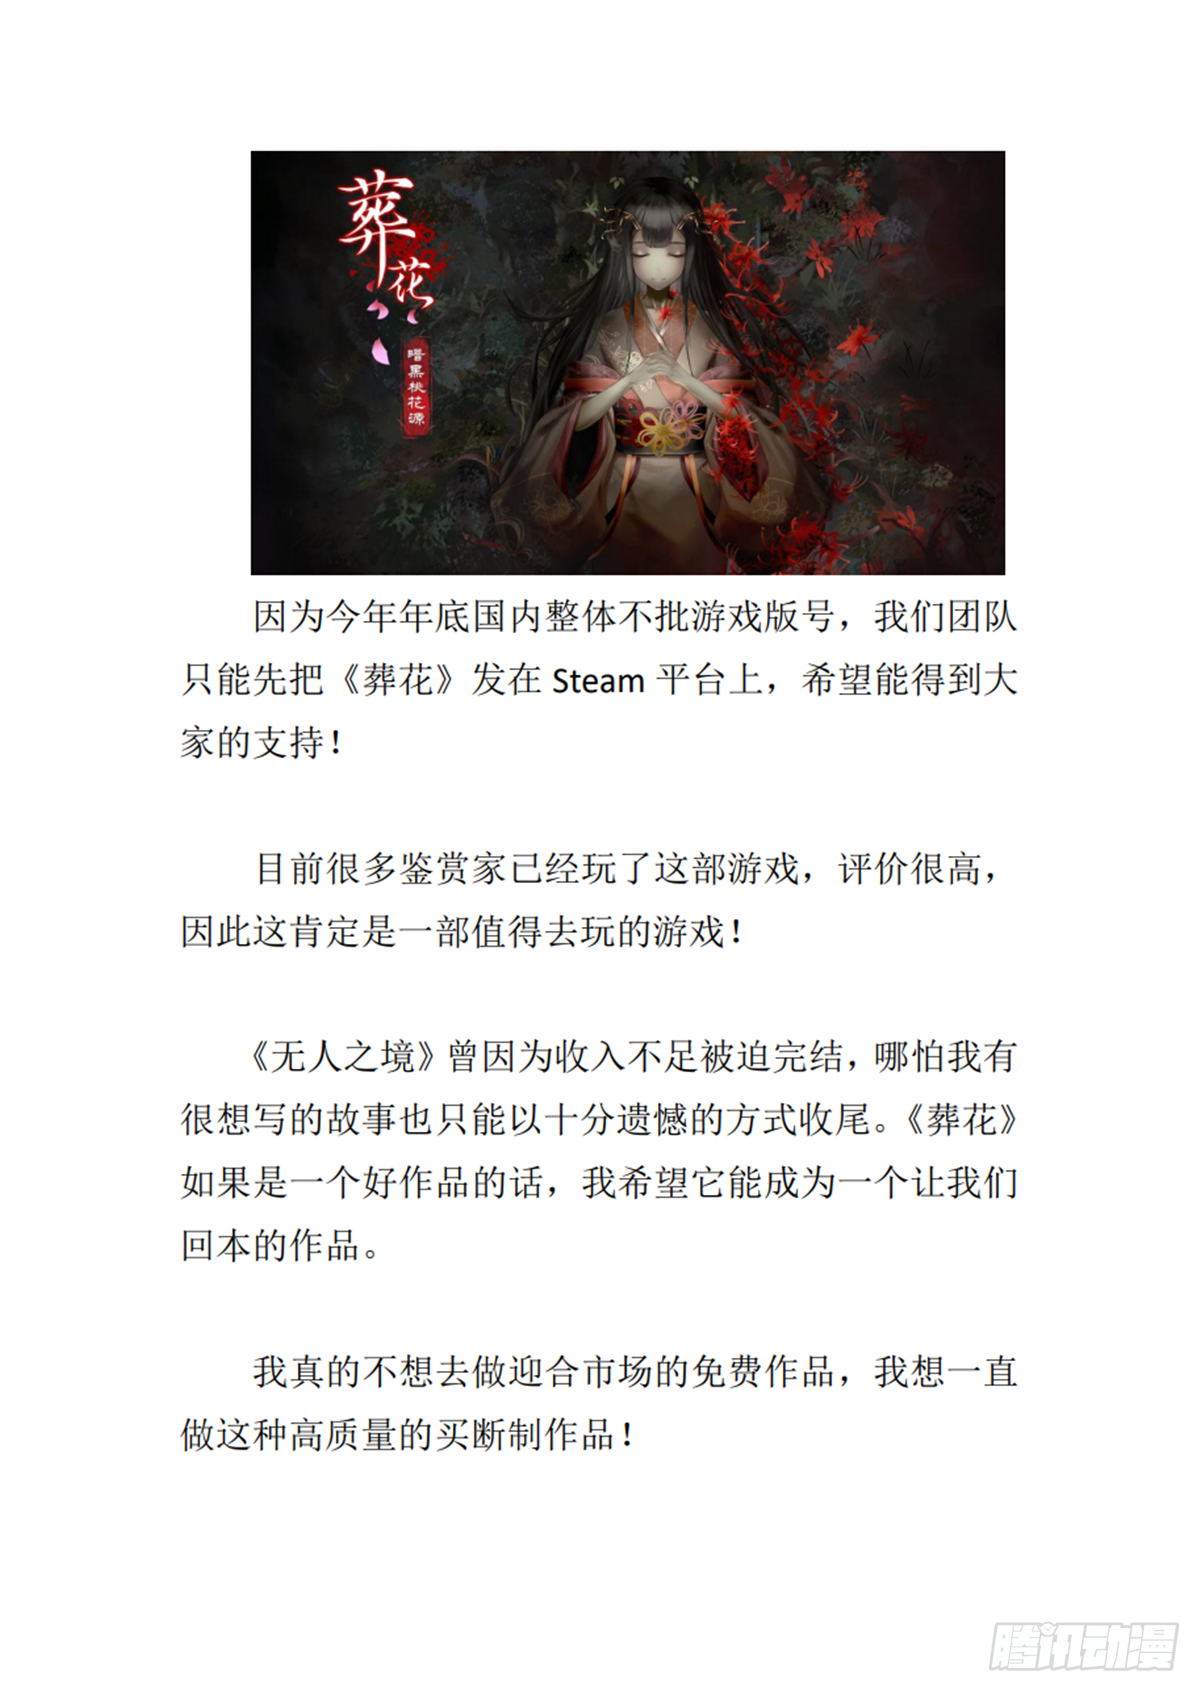 葬花
暗黑桃花源
因为今年年底国内整体不批游戏版号，我们团队
只能先把《葬花》发在 Steam 平台上，希望能得到大
家的支持！
目前很多鉴赏家已经玩了这部游戏，评价很高，
因此这肯定是一部值得去玩的游戏！
《无人之境》曾因为收入不足被迫完结，哪怕我有
很想写的故事也只能以十分遗憾的方式收尾。《葬花》
如果是一个好作品的话，我希望它能成为一个让我们
回本的作品。
我真的不想去做迎合市场的免费作品，我想一直
做这种高质量的买断制作品！
腾讯动漫